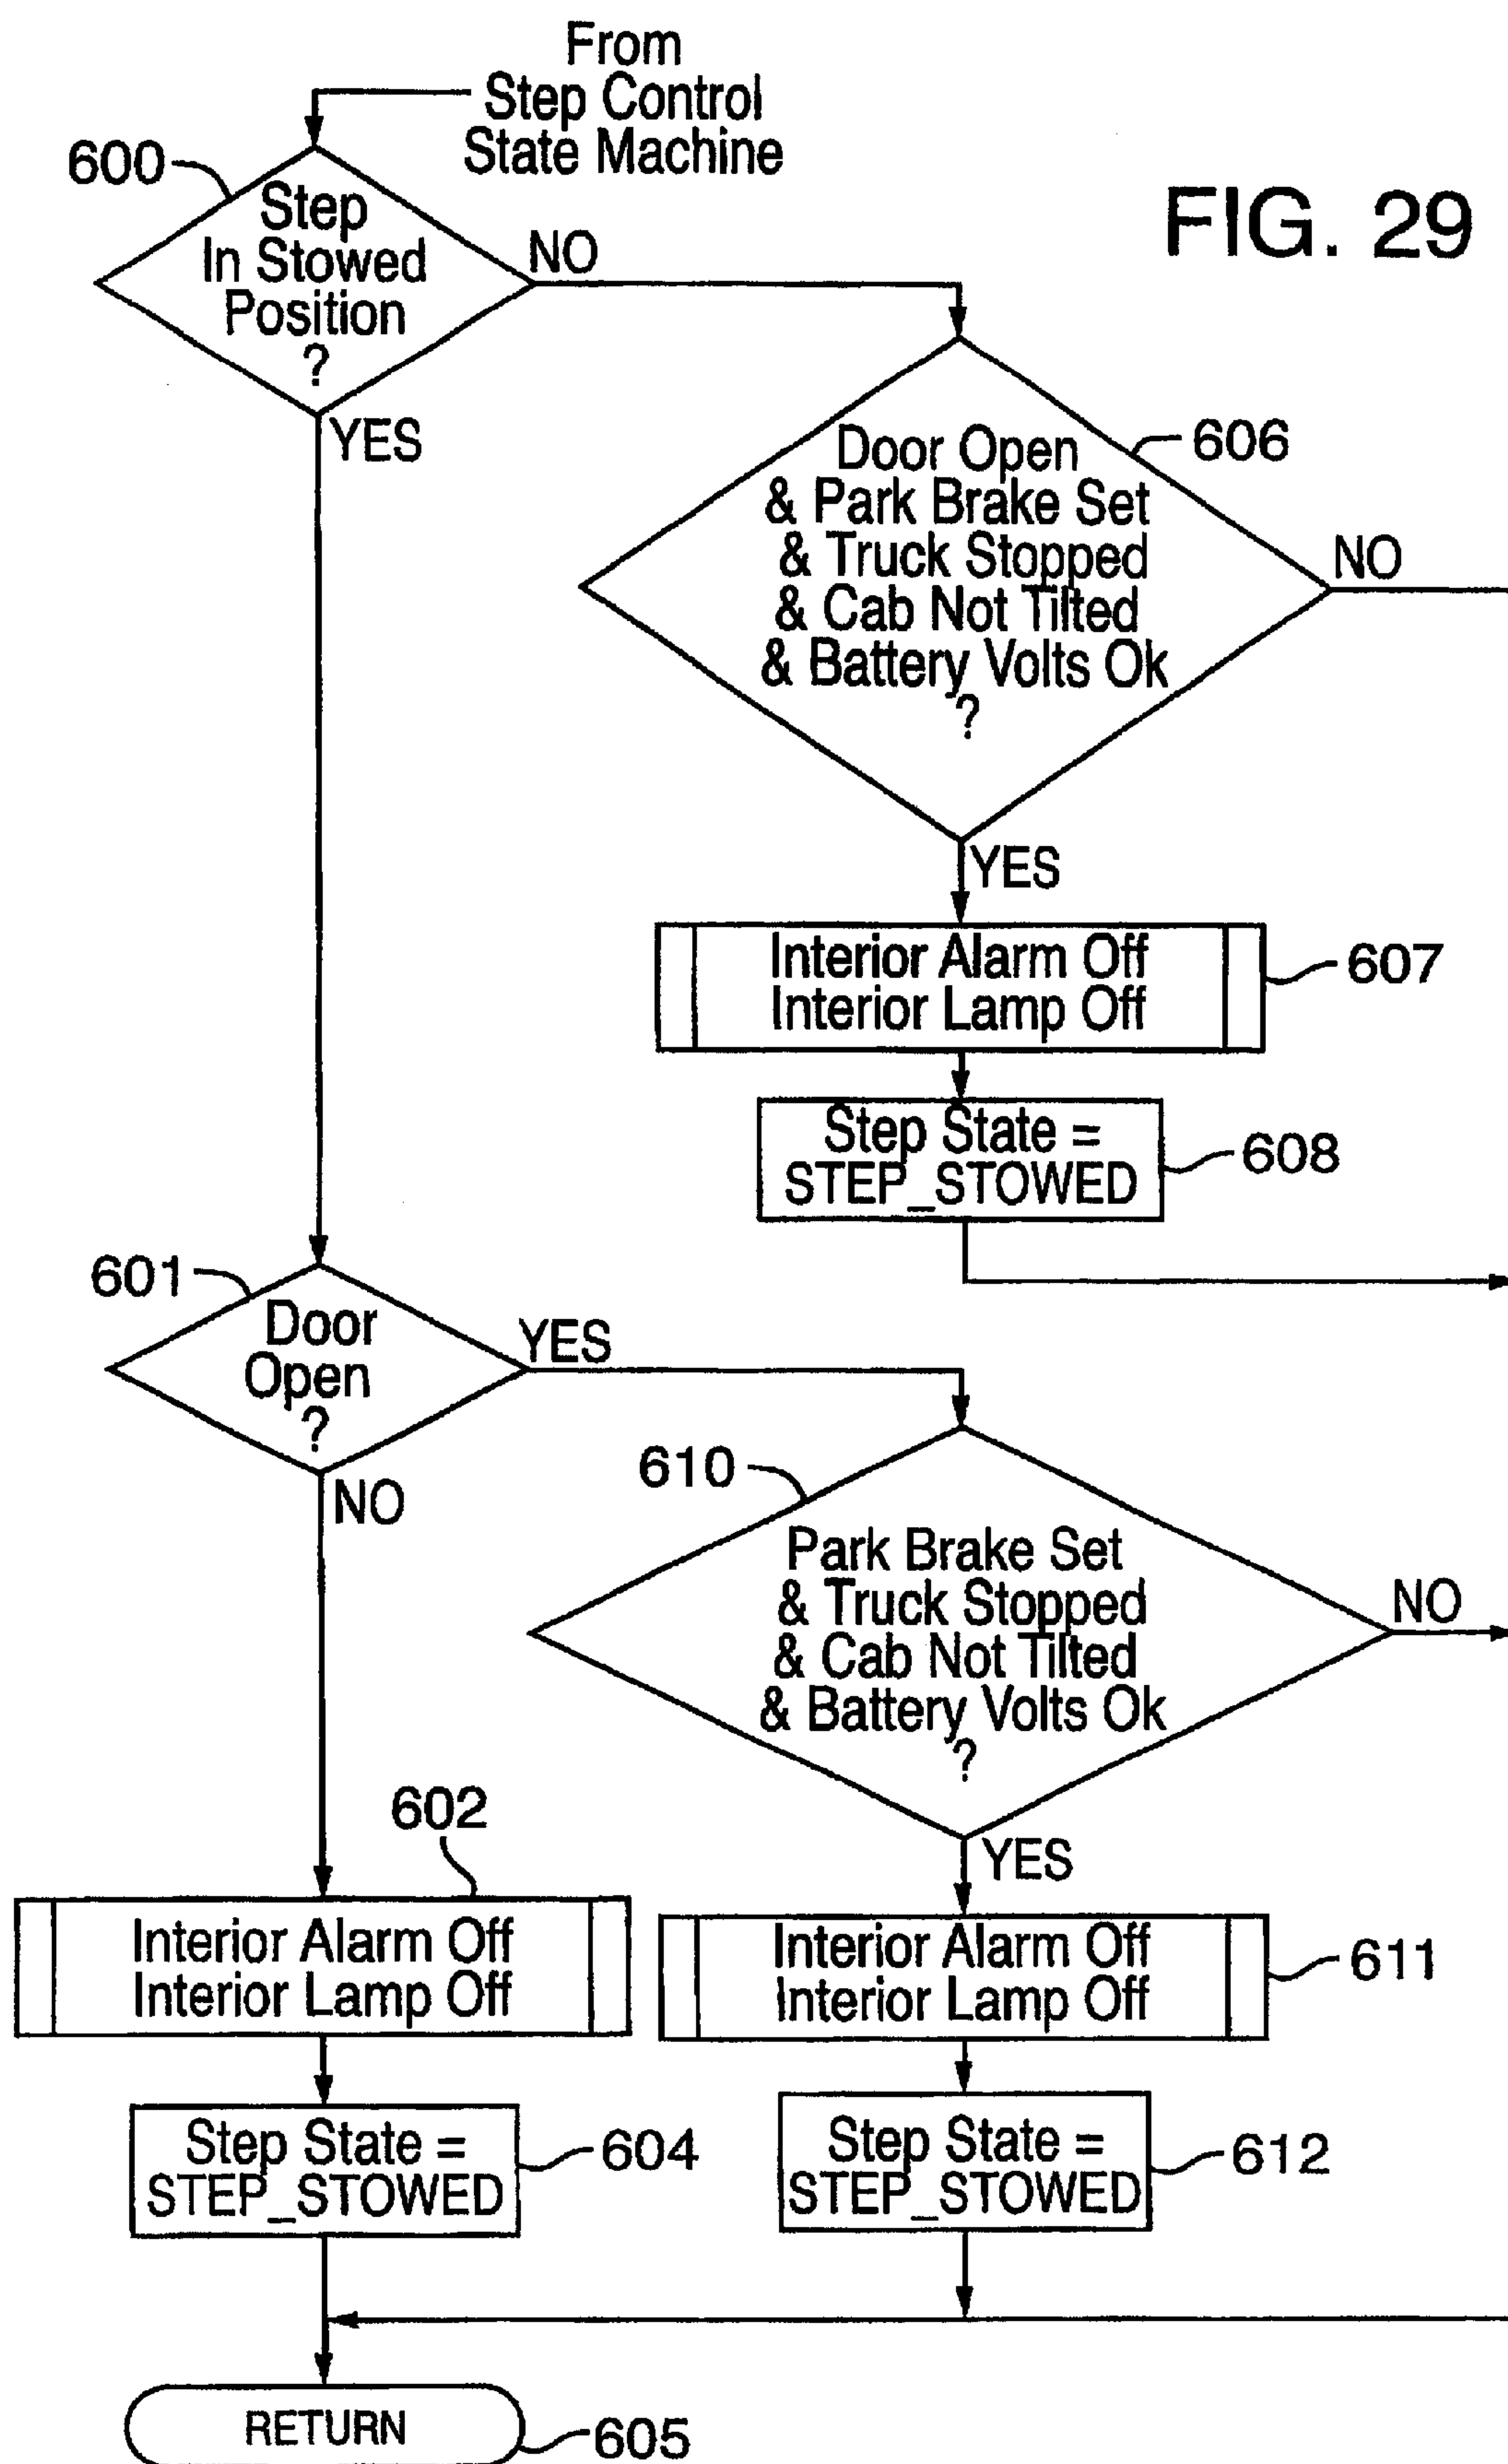 From
Step Control
State Machine
FIG. 29
600
Step
In Stowed
Position
?
NO
YES
Door Open
& Park Brake Set
& Truck Stopped
& Cab Not Tilted
& Battery Volts Ok
?
606
NO
YES
Interior Alarm Off
Interior Lamp Off
607
Step State =
STEP_STOWED
608
601
Door
Open
?
YES
NO
610
Park Brake Set
& Truck Stopped
& Cab Not Tilted
& Battery Volts Ok
?
NO
YES
602
Interior Alarm Off
Interior Lamp Off
Interior Alarm Off
Interior Lamp Off
611
Step State =
STEP_STOWED
604
Step State =
STEP_STOWED
612
RETURN
605